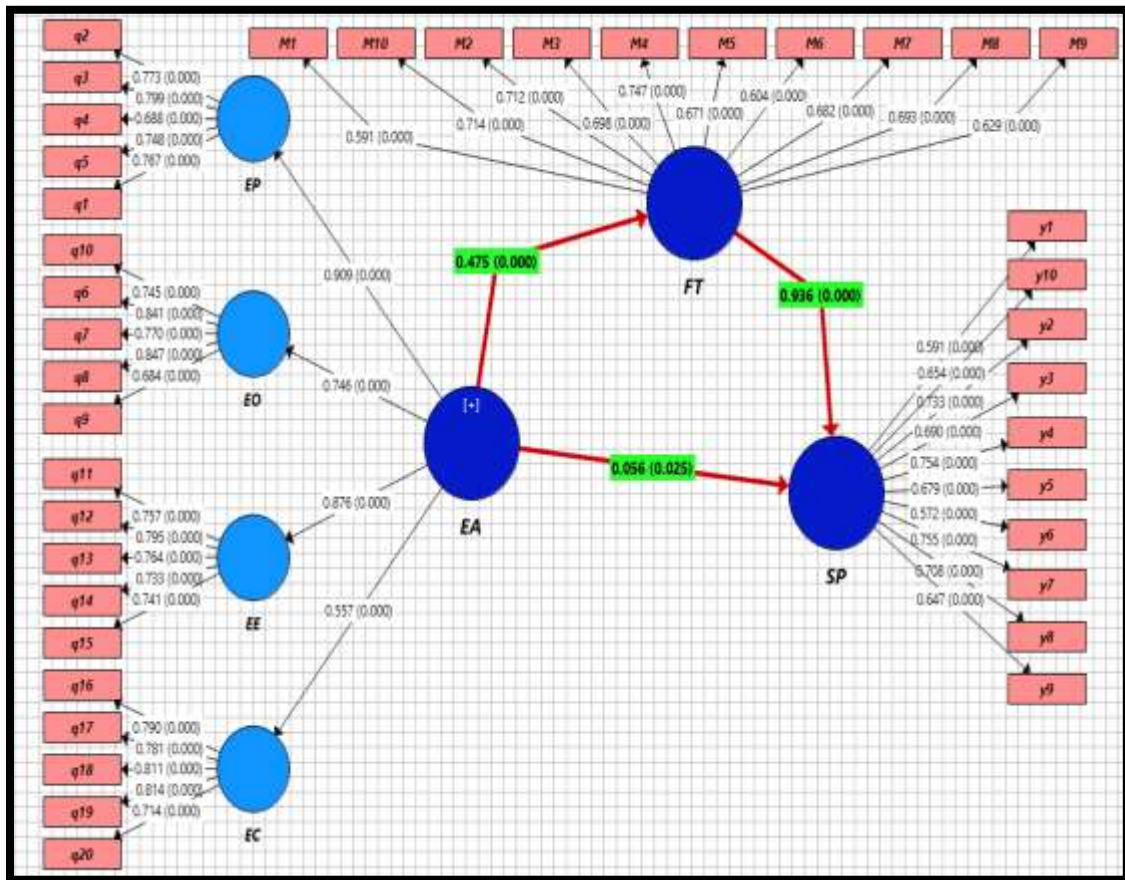 q2
q3
q4
q5
q1
0.773 (0.000)
0.799 (0.000)
0.688 (0.000)
0.748 (0.000)
0.767 (0.000)
EP
M1
M10
M2
M3
M4
M5
M6
M7
M8
M9
0.591 (0.000)
0.714 (0.000)
0.712 (0.000)
0.698 (0.000)
0.747 (0.000)
0.671 (0.000)
0.604 (0.000)
0.682 (0.000)
0.693 (0.000)
0.629 (0.000)
FT
q10
q6
q7
q8
q9
0.745 (0.000)
0.841 (0.000)
0.770 (0.000)
0.847 (0.000)
0.684 (0.000)
EO
0.909 (0.000)
0.746 (0.000)
0.876 (0.000)
0.557 (0.000)
0.475 (0.000)
0.936 (0.000)
0.056 (0.025)
[+]
EA
SP
y1
y10
y2
y3
y4
y5
y6
y7
y8
y9
0.591 (0.000)
0.654 (0.000)
0.733 (0.000)
0.690 (0.000)
0.754 (0.000)
0.679 (0.000)
0.572 (0.000)
0.755 (0.000)
0.708 (0.000)
0.647 (0.000)
q11
q12
q13
q14
q15
0.757 (0.000)
0.795 (0.000)
0.764 (0.000)
0.733 (0.000)
0.741 (0.000)
EE
q16
q17
q18
q19
q20
0.790 (0.000)
0.781 (0.000)
0.811 (0.000)
0.814 (0.000)
0.714 (0.000)
EC